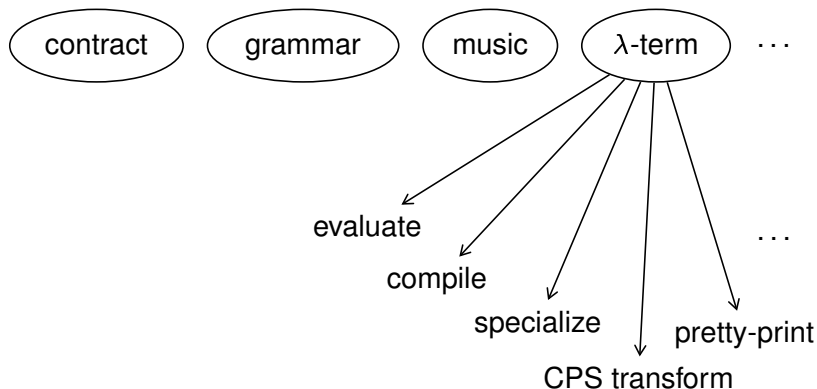 contract grammar music λ-term ...
evaluate ...
compile
specialize
pretty-print
CPS transform